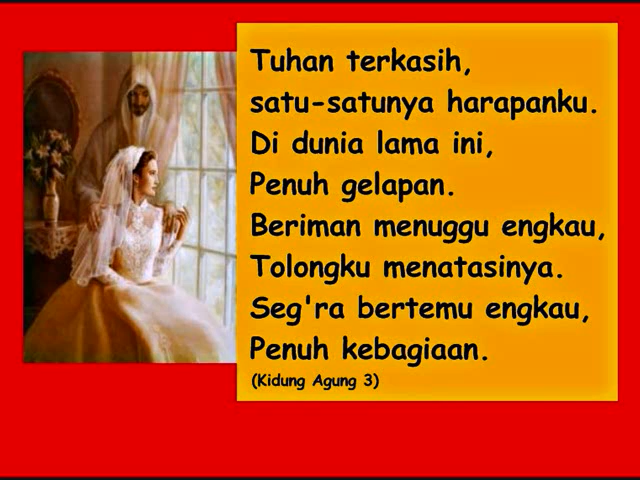 Tuhan terkasih,
satu-satunya harapanku.
Di dunia lama ini,
Penuh gelapan.
Beriman menuggu engkau,
Tolongku menatasinya.
Seg'ra bertemu engkau,
Penuh kebagiaan.
(Kidung Agung 3)